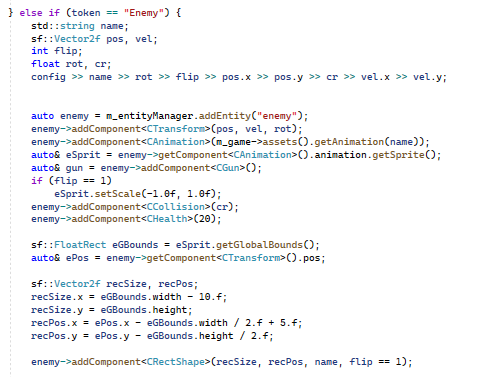 } else if (token == "Enemy") {
std::string name;
sf::Vector2f pos, vel;
int flip;
float rot, cr;
config >> name >> rot >> flip >> pos.x >> pos.y >> cr >> vel.x >> vel.y;
auto enemy = m_entityManager.addEntity("enemy");
enemy->addComponent<CTransform>(pos, vel, rot);
enemy->addComponent<CAnimation>(m_game->assets().getAnimation(name));
auto& eSprit = enemy->getComponent<CAnimation>().animation.getSprite();
auto& gun = enemy->addComponent<CGun>();
if (flip == 1)
eSprit.setScale(-1.0f, 1.0f);
enemy->addComponent<CCollision>(cr);
enemy->addComponent<CHealth>(20);
sf::FloatRect eGBounds = eSprit.getGlobalBounds();
auto& ePos = enemy->getComponent<CTransform>().pos;
sf::Vector2f recSize, recPos;
recSize.x = eGBounds.width - 10.f;
recSize.y = eGBounds.height;
recPos.x = ePos.x - eGBounds.width / 2.f + 5.f;
recPos.y = ePos.y - eGBounds.height / 2.f;
enemy->addComponent<CRectShape>(recSize, recPos, name, flip == 1);